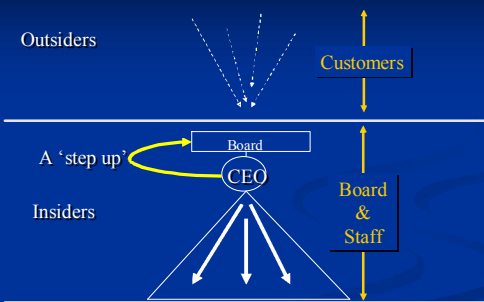 Outsiders
Customers
Board
A ‘step up’
CEO
Board
&
Staff
Insiders